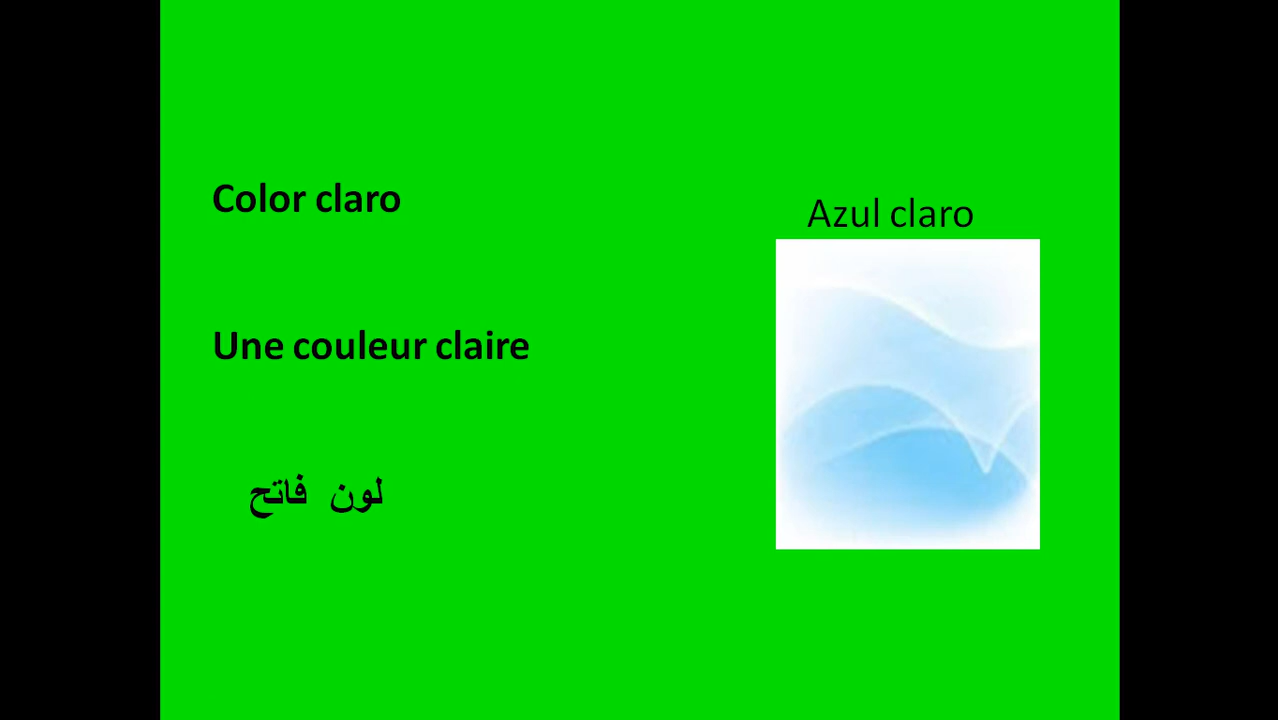 Color claro
Azul claro
Une couleur claire
لون فاتح